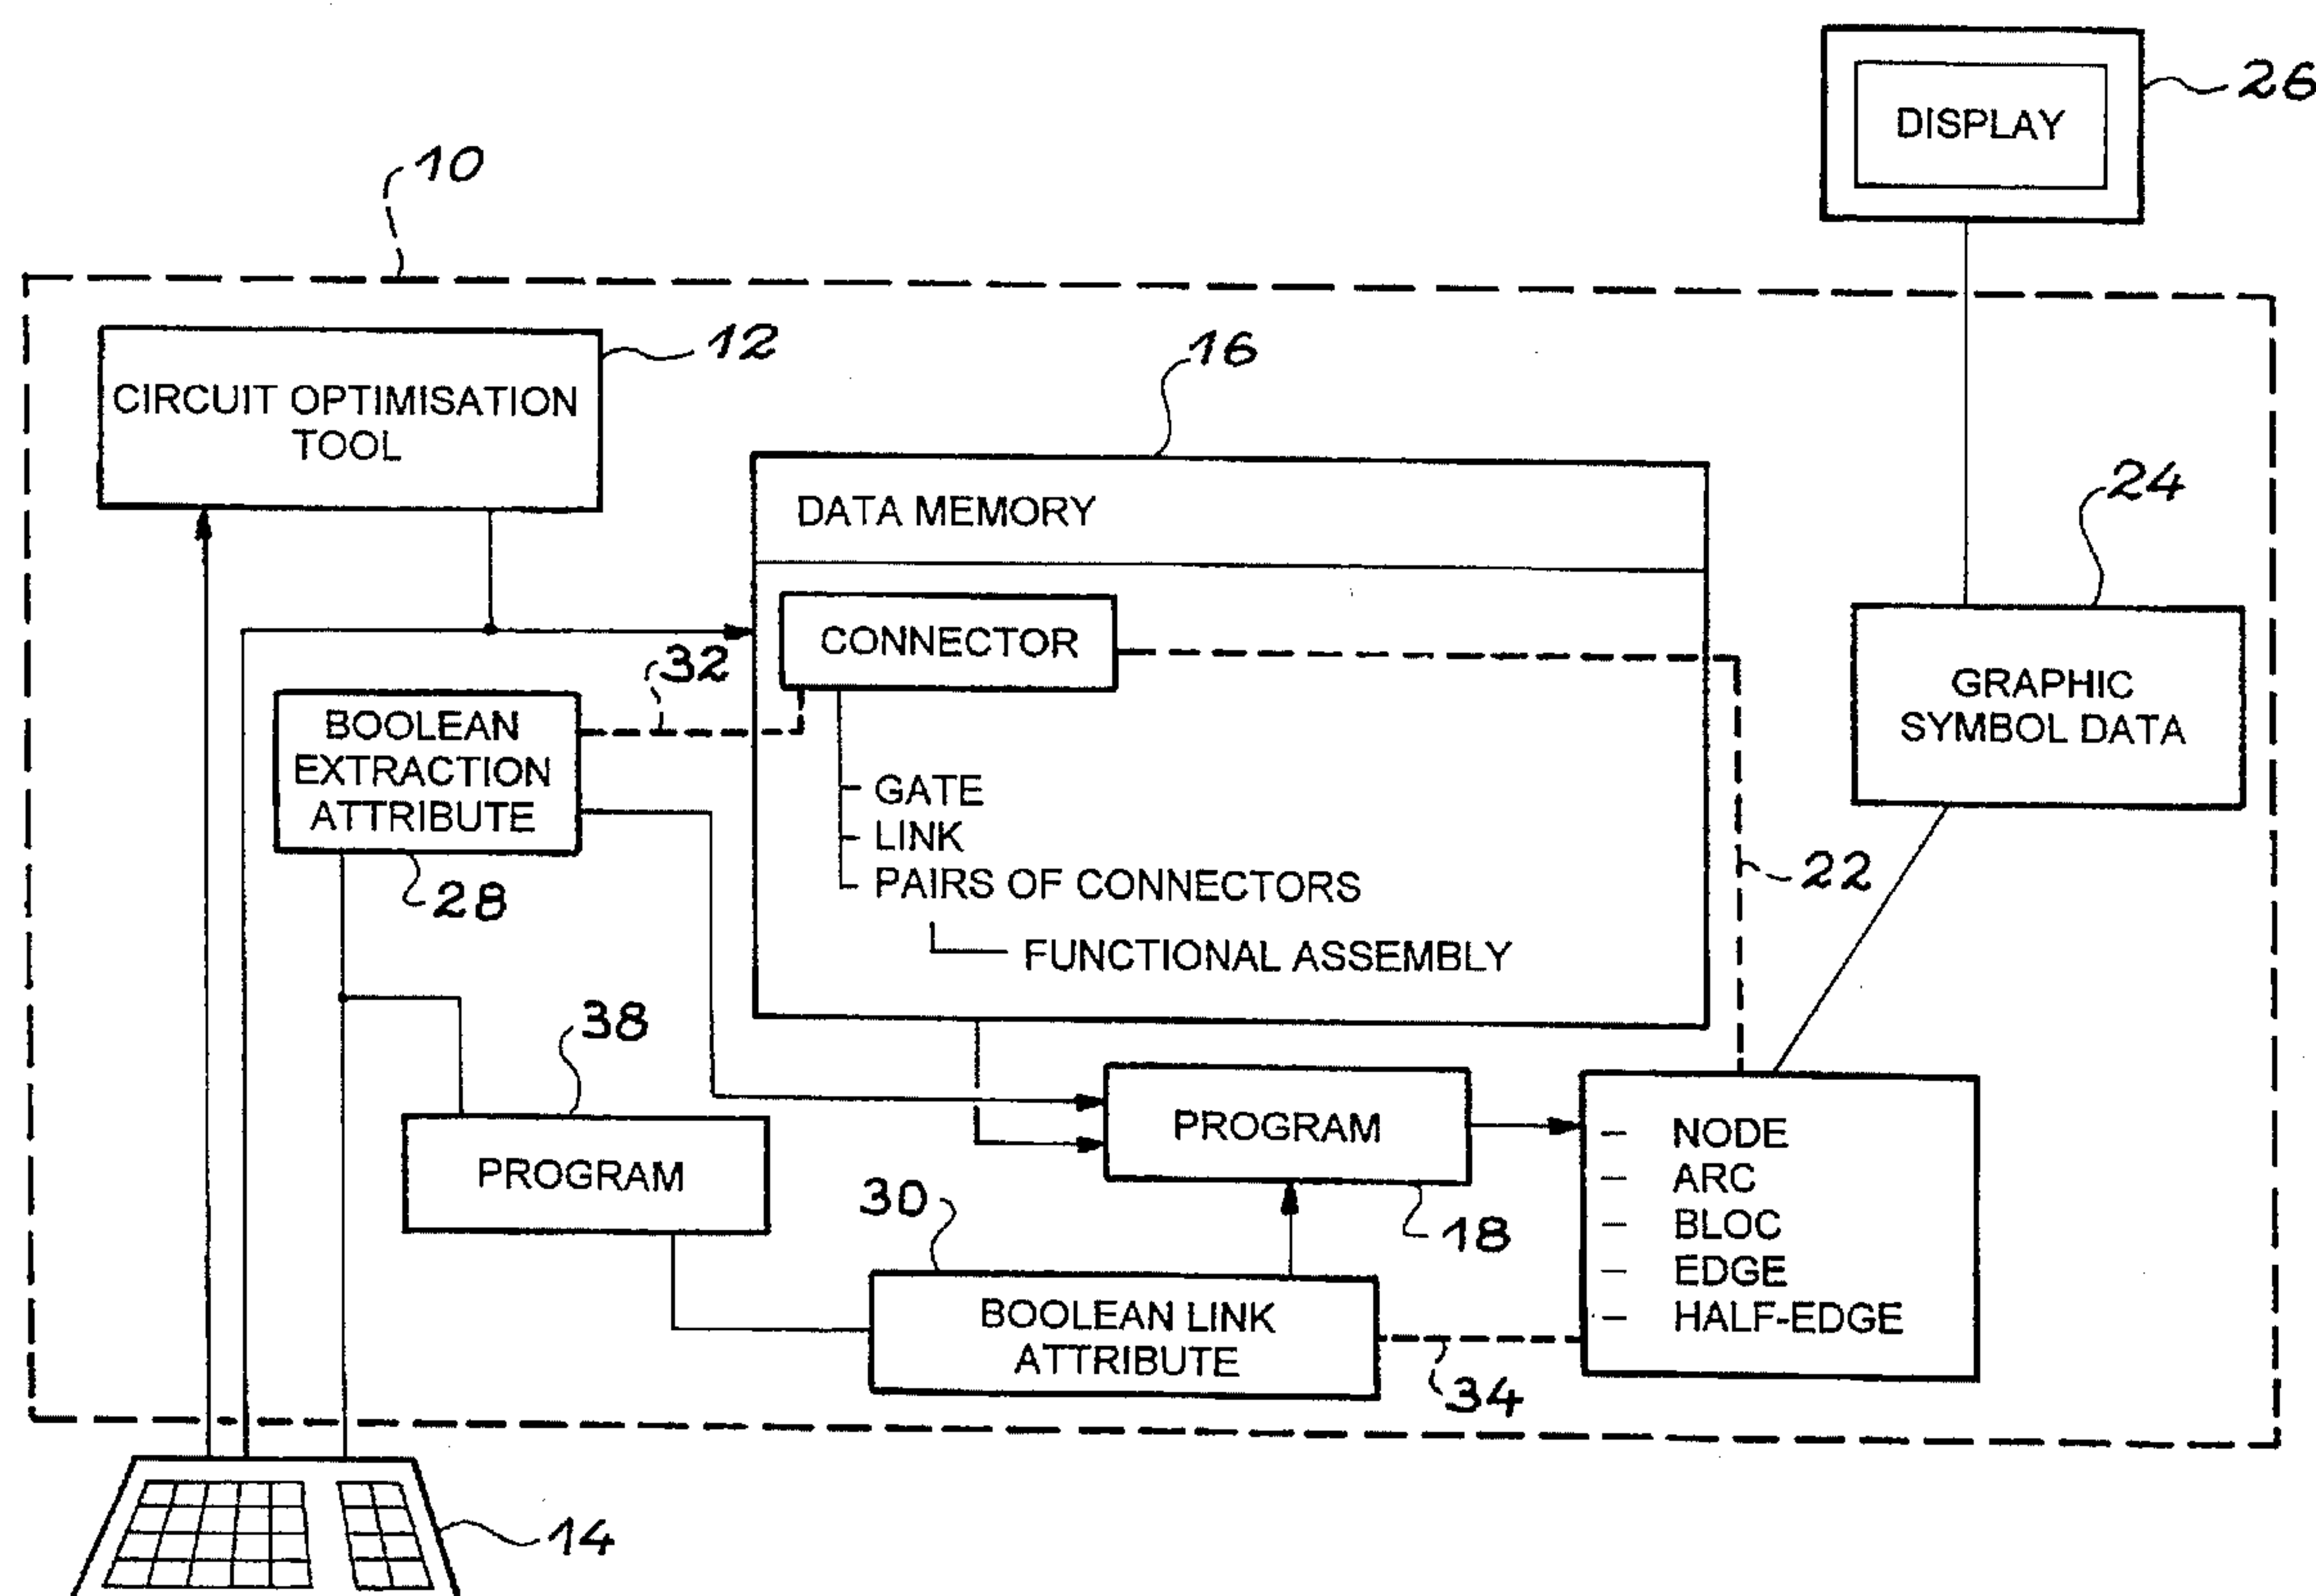 26
DISPLAY
10
12
CIRCUIT OPTIMISATION
TOOL
16
DATA MEMORY
24
CONNECTOR
32
GRAPHIC
SYMBOL DATA
BOOLEAN
EXTRACTION
ATTRIBUTE
28
GATE
LINK
PAIRS OF CONNECTORS
FUNCTIONAL ASSEMBLY
22
38
PROGRAM
PROGRAM
18
30
BOOLEAN LINK
ATTRIBUTE
34
– NODE
– ARC
– BLOC
– EDGE
– HALF-EDGE
14